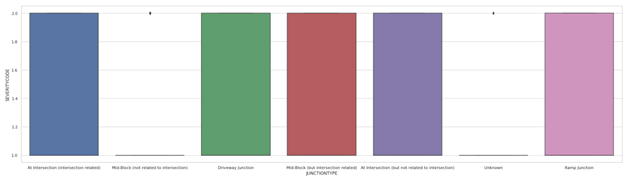 2.0
1.8
1.6
1.4
1.2
1.0
SEVERITYCODE
At Intersection (intersection related)
Mid-Block (not related to intersection)
Driveway Junction
Mid-Block (but intersection related)
At Intersection (but not related to intersection)
Unknown
Ramp Junction
JUNCTIONTYPE